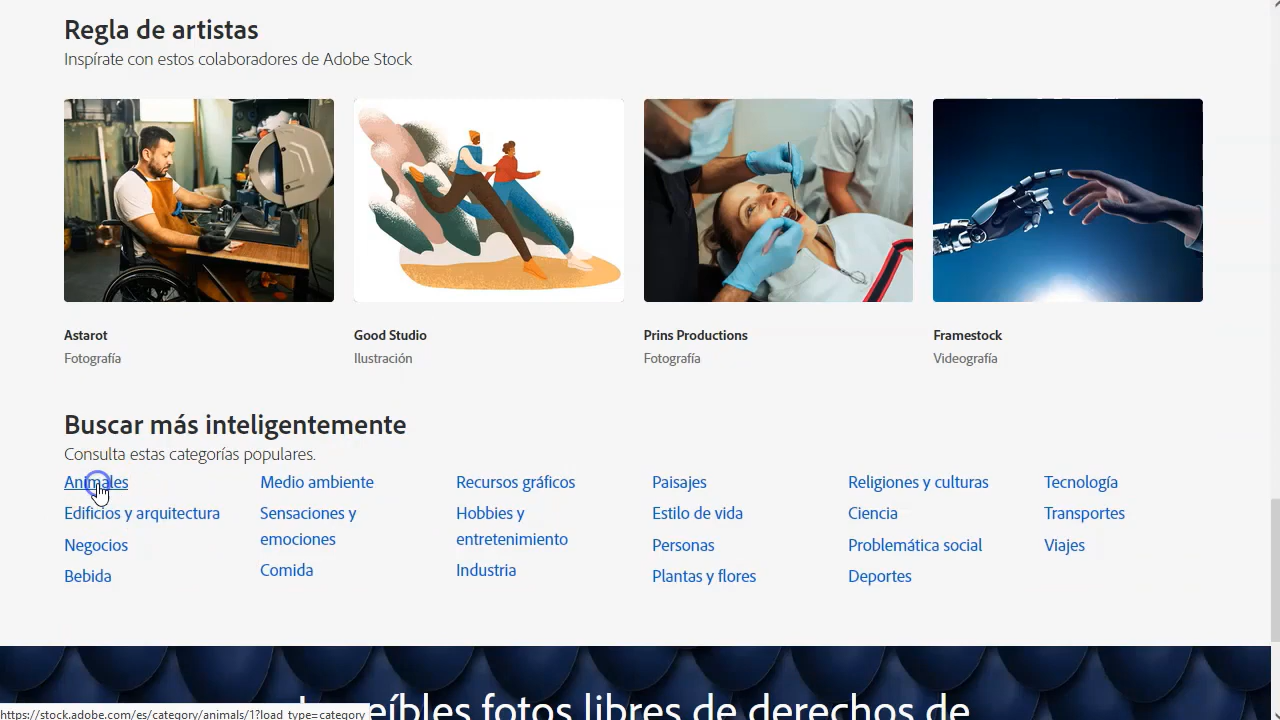 Regla de artistas
Inspírate con estos colaboradores de Adobe Stock
Astarot
Fotografía
Good Studio
Ilustración
Prins Productions
Fotografía
Framestock
Videografía
Buscar más inteligentemente
Consulta estas categorías populares.
Animales
Edificios y arquitectura
Negocios
Bebida
Medio ambiente
Sensaciones y
emociones
Comida
Recursos gráficos
Hobbies y
entretenimiento
Industria
Paisajes
Estilo de vida
Personas
Plantas y flores
Religiones y culturas
Ciencia
Problemática social
Deportes
Tecnología
Transportes
Viajes
fotos libres de derechos de
https://stock.adobe.com/es/category/animals/1?load_type=category